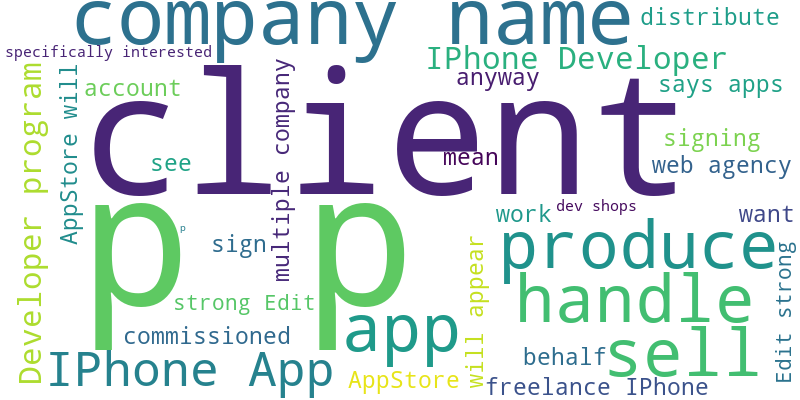 company name
distribute
specifically interested
IPhone Developer
anyway
says apps
account
client
Developer program
AppStore will
multiple company
see
mean
signing
web agency
p p
p
dev shops
work
want
sign
produce
strong Edit
handle
app
will appear
Edit strong
commissioned
sell
behalf
IPhone App
AppStore
freelance IPhone